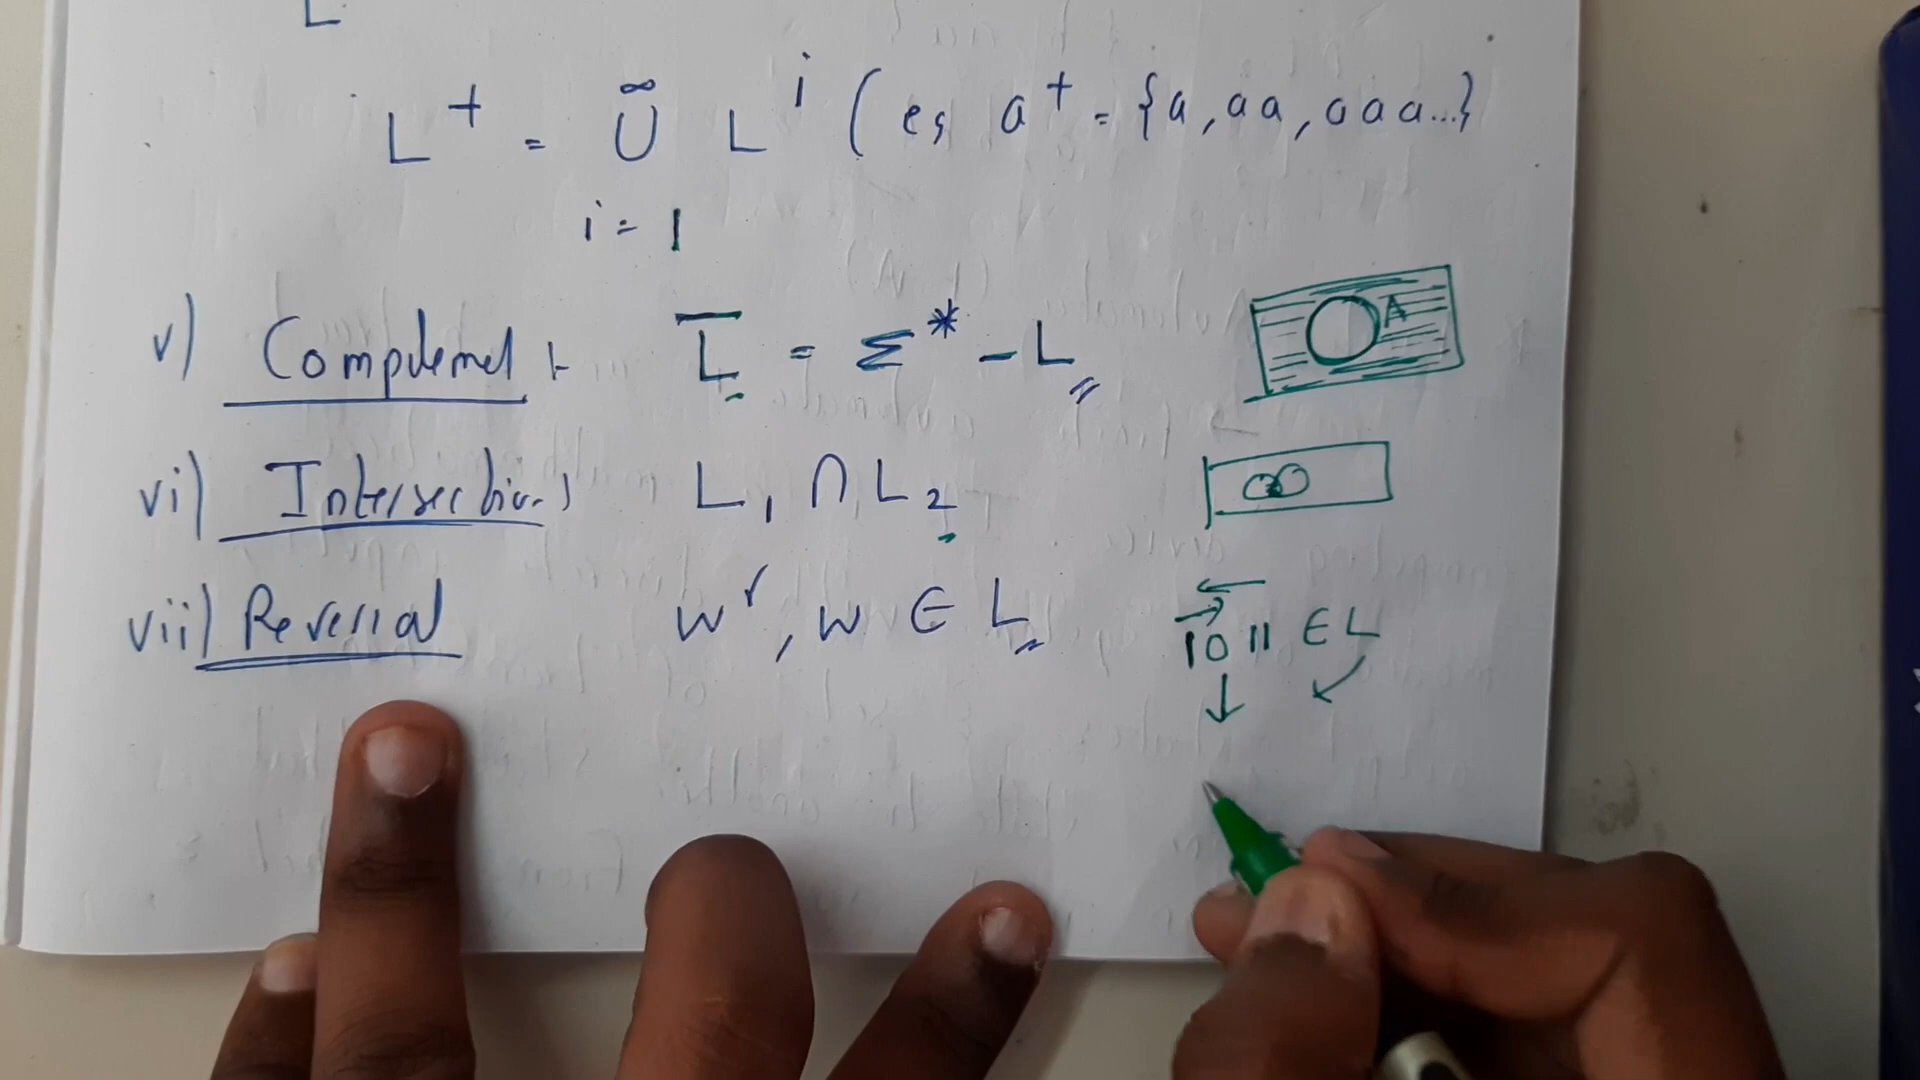 L
L⁺ = ∞∪ Lⁱ (eg a⁺ = {a, aa, aaa...}
i = 1
v) Complement L̅ = Σ* - L A
vi) Intersection L₁ ∩ L₂
vii) Reversal wʳ, w ∈ L 1011 ∈ L